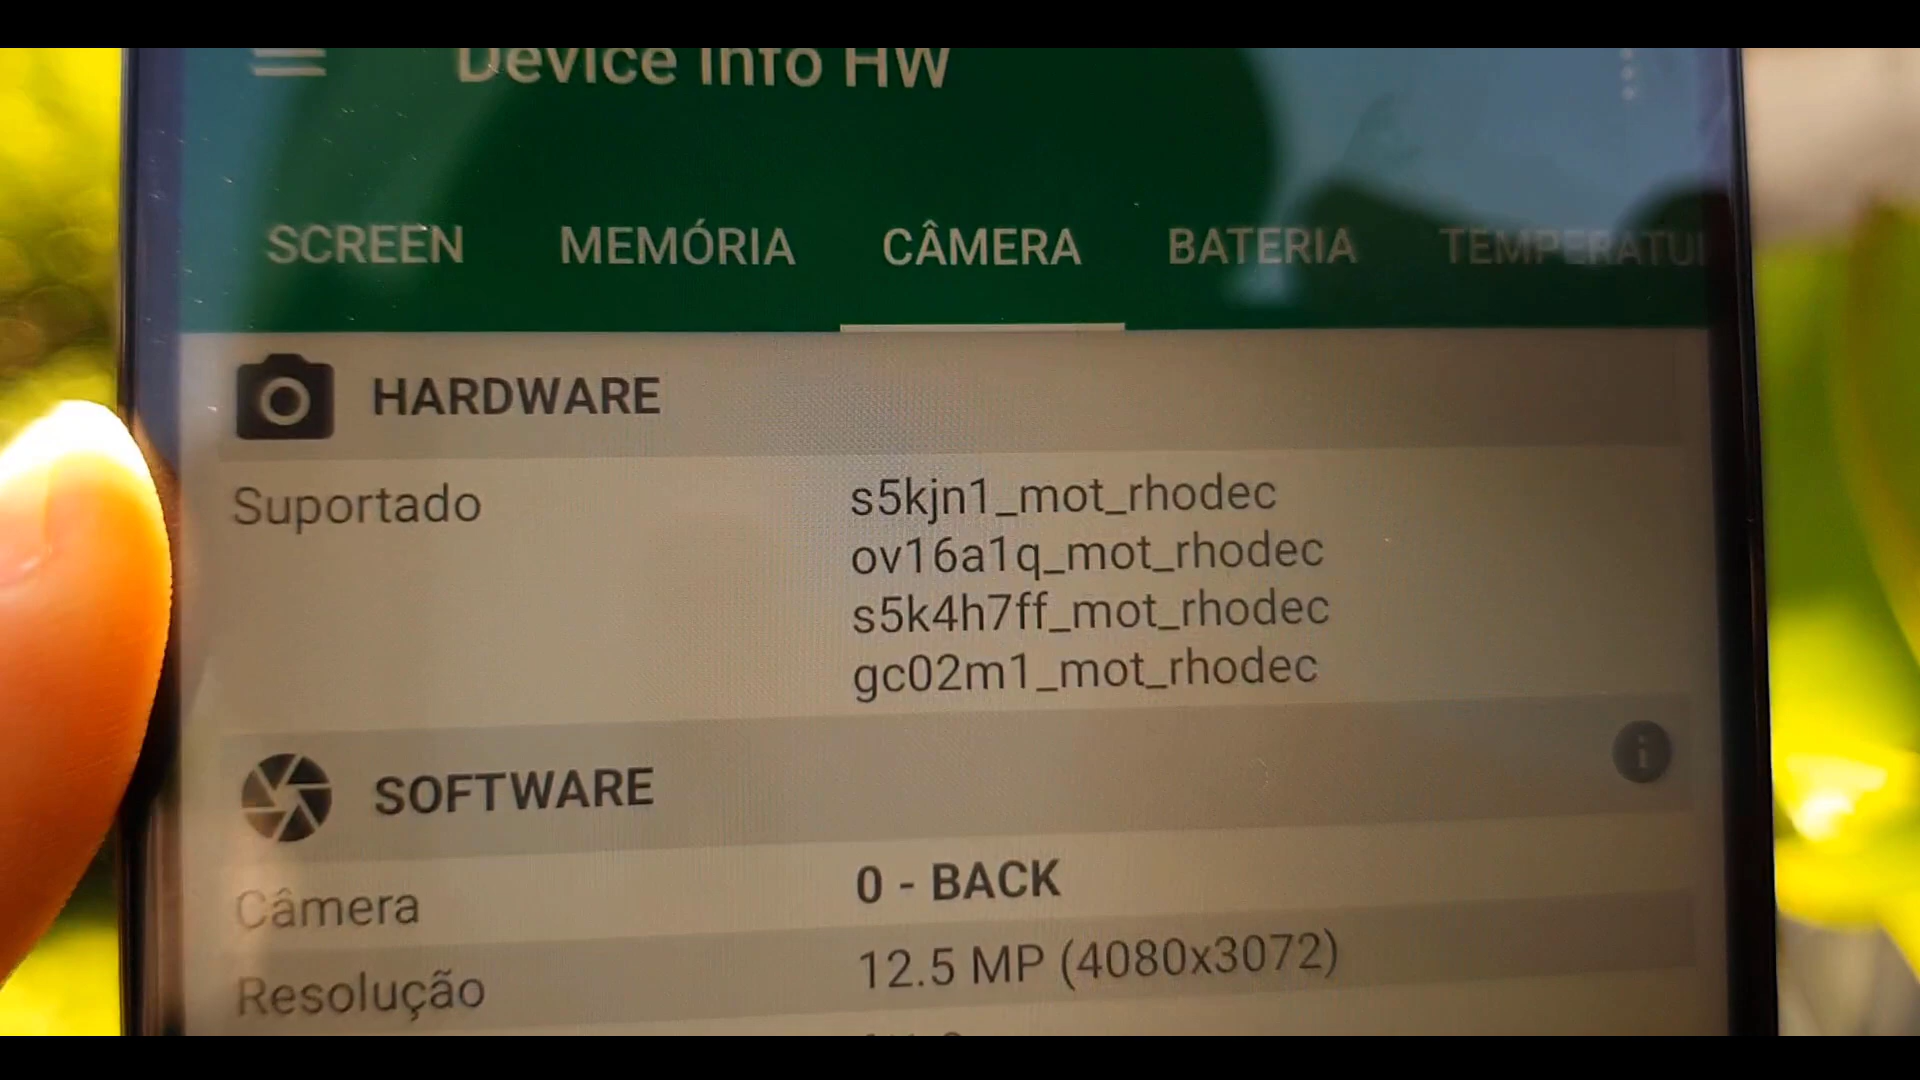 Device Info HW
SCREEN MEMÓRIA CÂMERA BATERIA TEMPERATU
HARDWARE
Suportado s5kjn1_mot_rhodec
ov16a1q_mot_rhodec
s5k4h7ff_mot_rhodec
gc02m1_mot_rhodec
SOFTWARE
Câmera 0 - BACK
Resolução 12.5 MP (4080x3072)